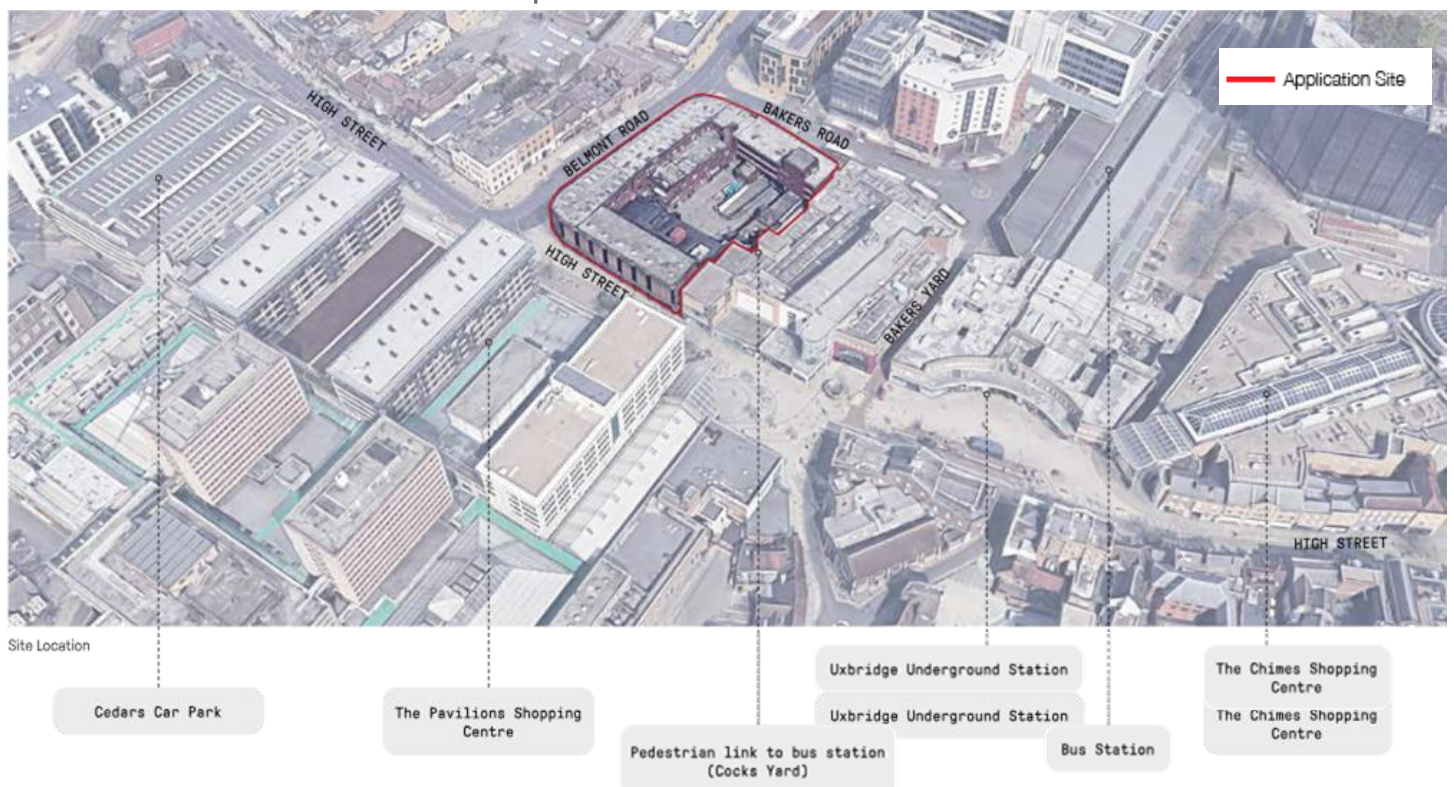 Application Site
HIGH STREET
BELMONT ROAD
BAKERS ROAD
HIGH STREET
BAKERS YARD
HIGH STREET
Site Location
Cedars Car Park
The Pavilions Shopping
Centre
Pedestrian link to bus station
(Cocks Yard)
Uxbridge Underground Station
Uxbridge Underground Station
Bus Station
The Chimes Shopping
Centre
The Chimes Shopping
Centre